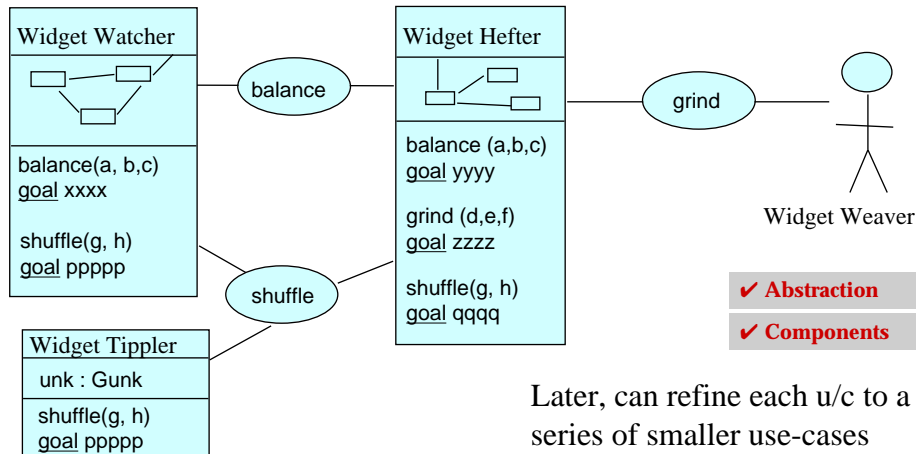 Widget Watcher
balance(a, b,c)
goal xxxx
shuffle(g, h)
goal ppppp
balance
Widget Hefter
balance (a,b,c)
goal yyyy
grind (d,e,f)
goal zzzz
shuffle(g, h)
goal qqqq
grind
Widget Weaver
shuffle
Widget Tippler
unk : Gunk
shuffle(g, h)
goal ppppp
✔ Abstraction
✔ Components
Later, can refine each u/c to a
series of smaller use-cases